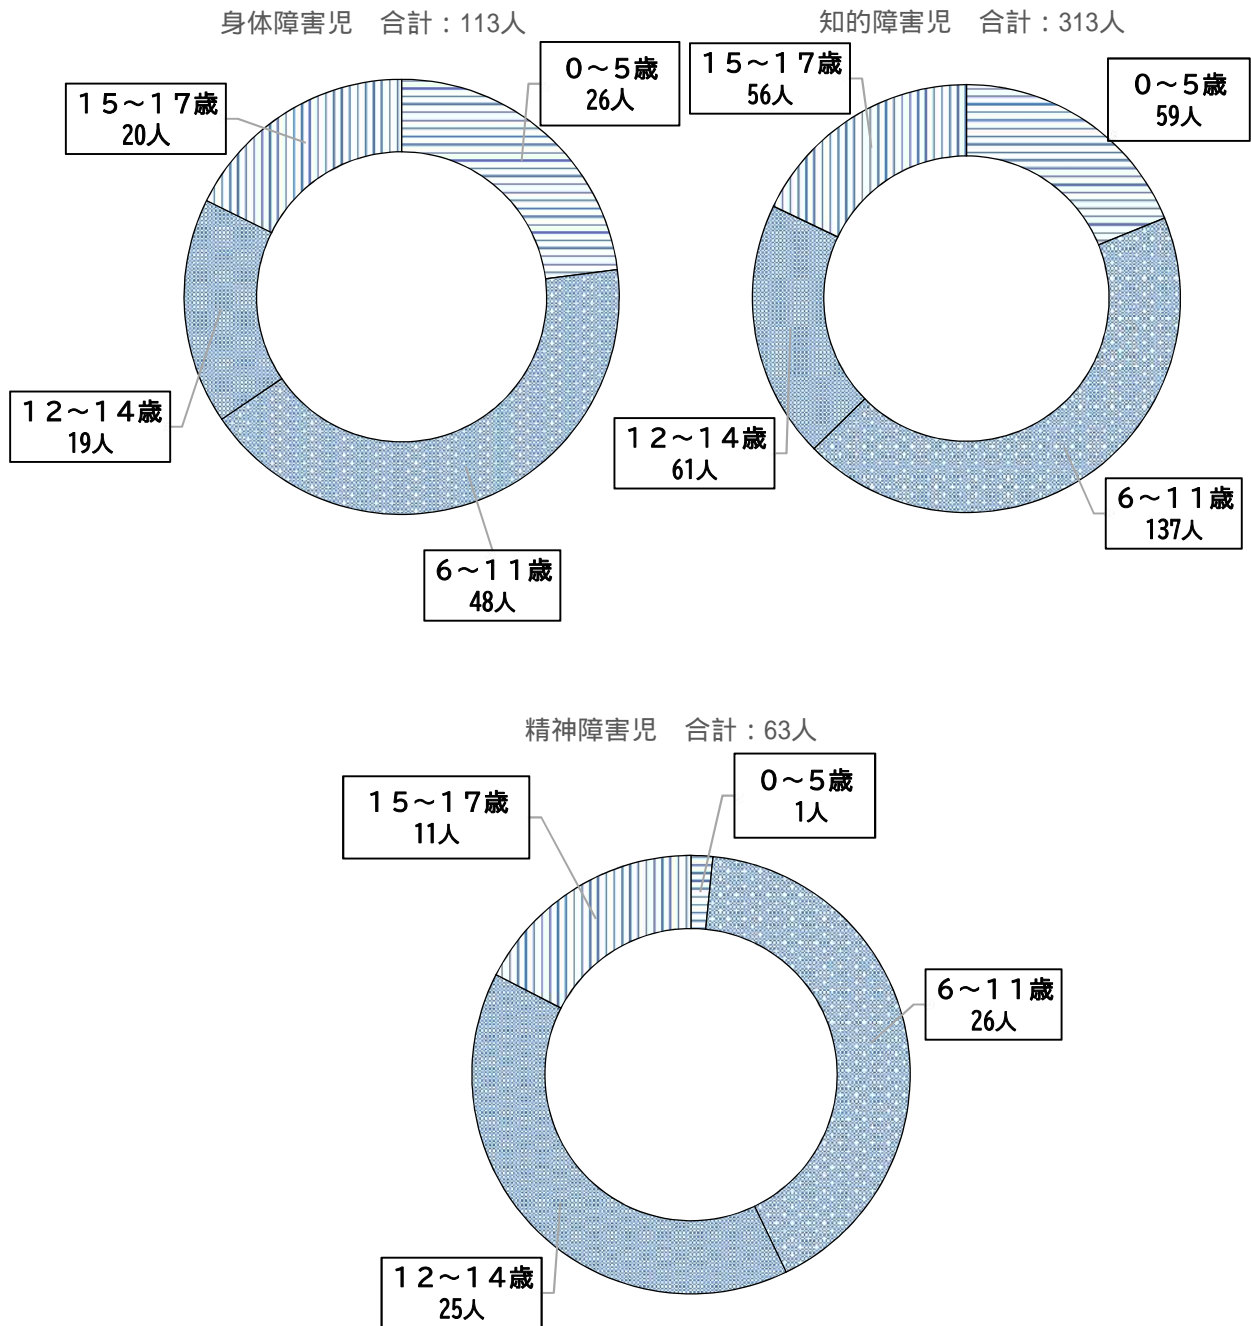 身体障害児　合計：113人
０～５歳
26人
６～１１歳
48人
１２～１４歳
19人
１５～１７歳
20人
知的障害児　合計：313人
０～５歳
59人
６～１１歳
137人
１２～１４歳
61人
１５～１７歳
56人
精神障害児　合計：63人
０～５歳
1人
６～１１歳
26人
１２～１４歳
25人
１５～１７歳
11人